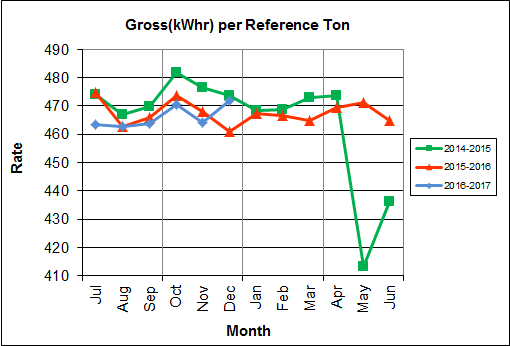 Gross(kWhr) per Reference Ton
490
480
470
460
450
440
430
420
410
Rate
Jul
Aug
Sep
Oct
Nov
Dec
Jan
Feb
Mar
Apr
May
Jun
Month
2014-2015
2015-2016
2016-2017